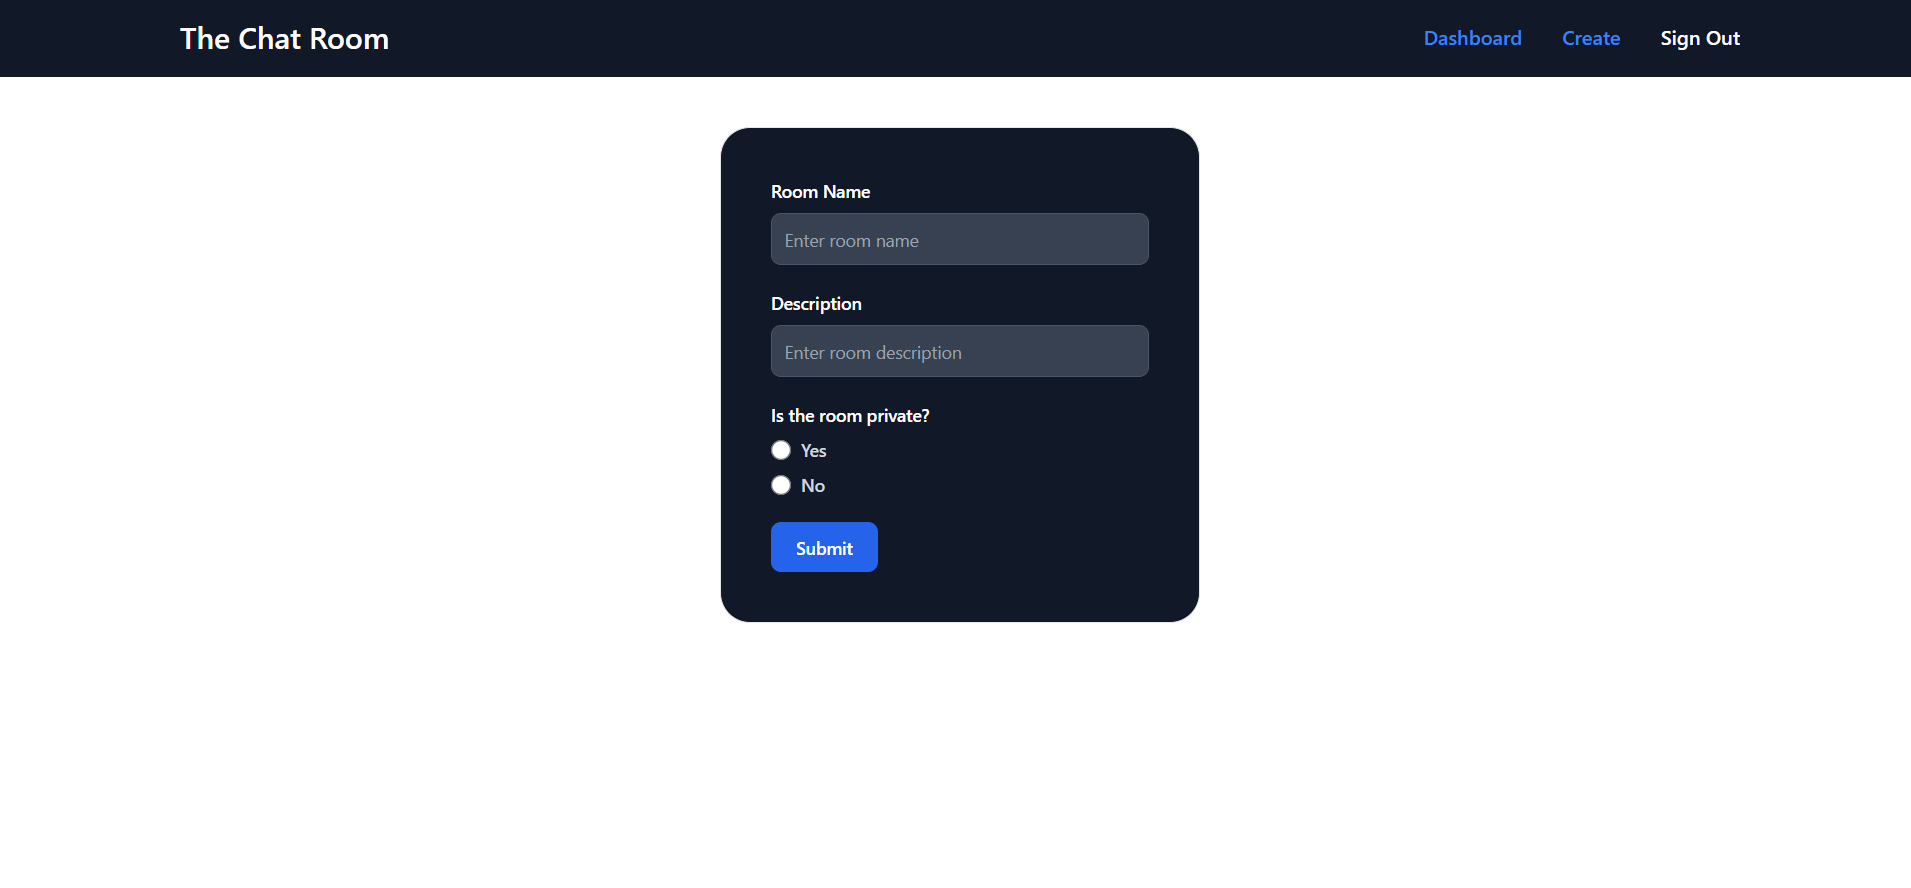 The Chat Room
Dashboard Create Sign Out
Room Name
Enter room name
Description
Enter room description
Is the room private?
Yes
No
Submit